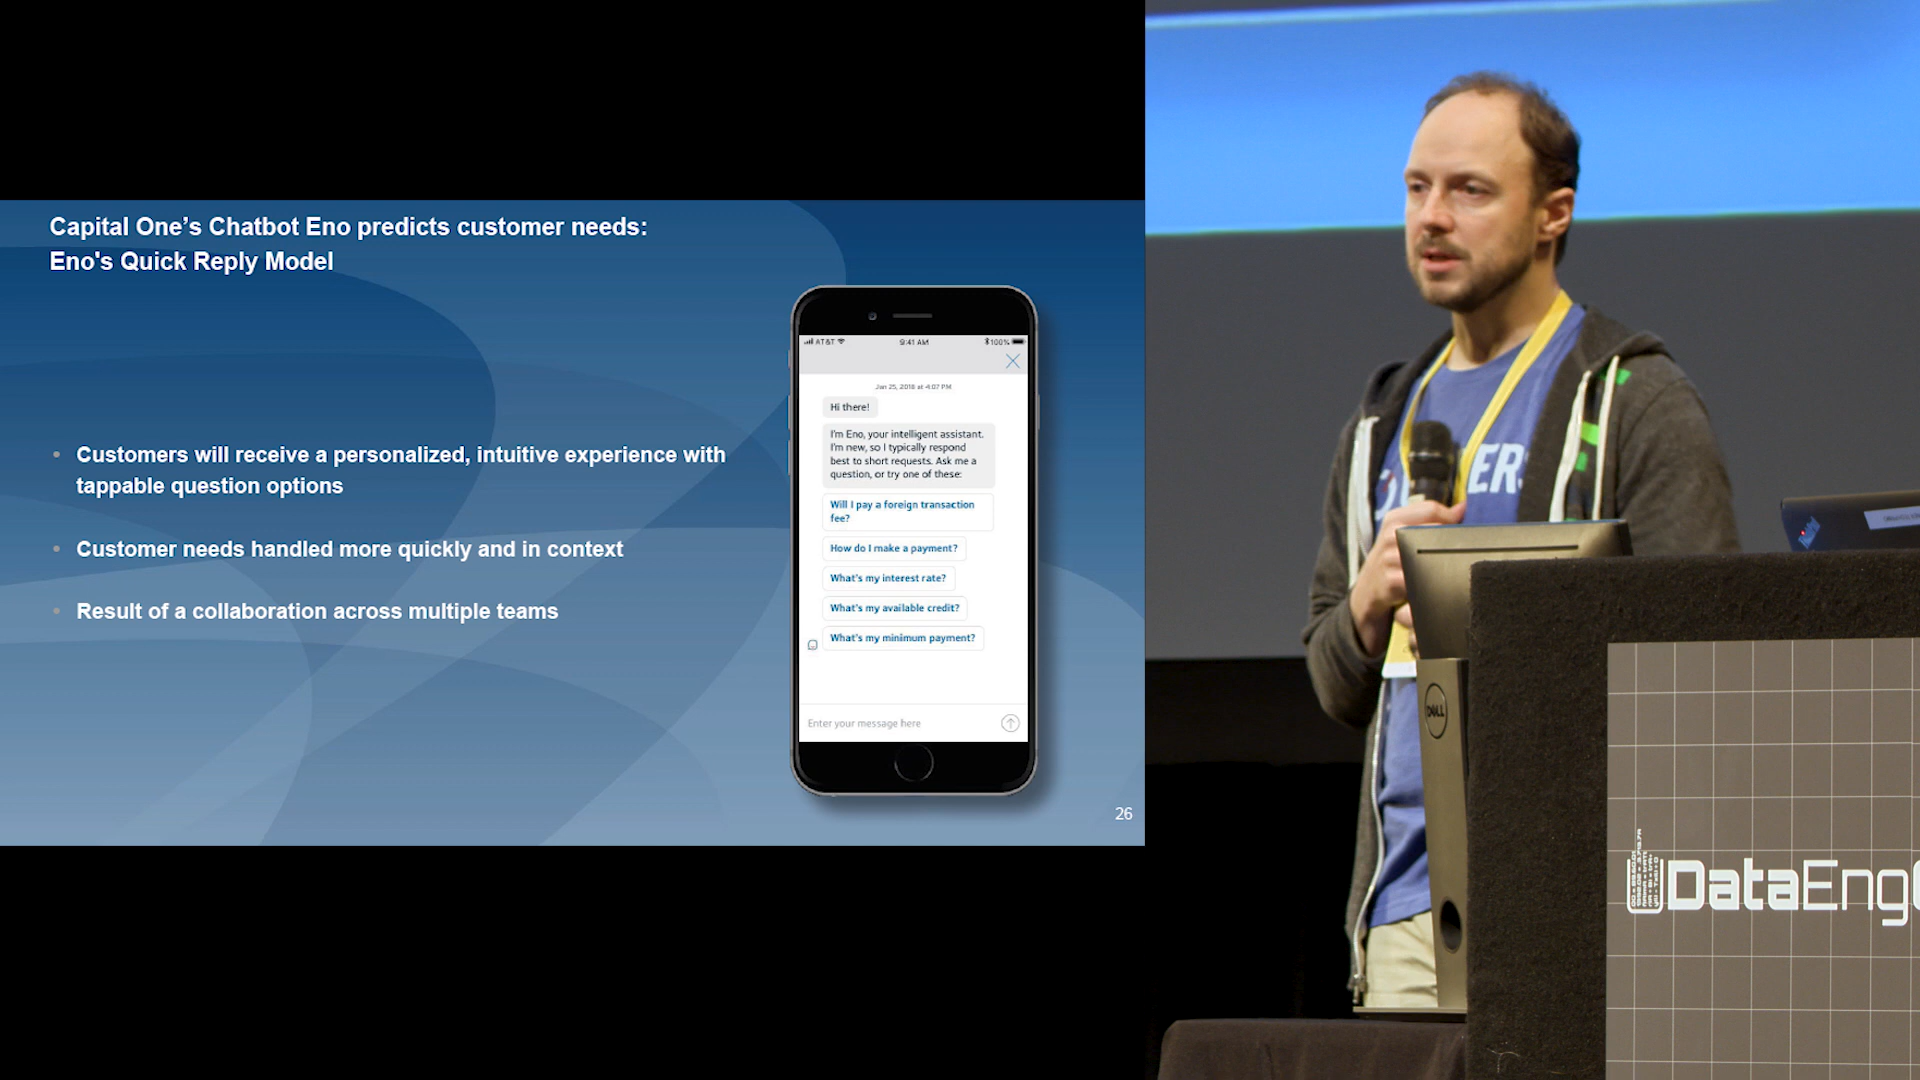 Capital One’s Chatbot Eno predicts customer needs:
Eno's Quick Reply Model
• Customers will receive a personalized, intuitive experience with
tappable question options
• Customer needs handled more quickly and in context
• Result of a collaboration across multiple teams
AT&T
9:41 AM
100%
Jan 25, 2018 at 4:07 PM
Hi there!
I'm Eno, your intelligent assistant.
I'm new, so I typically respond
best to short requests. Ask me a
question, or try one of these:
Will I pay a foreign transaction
fee?
How do I make a payment?
What's my interest rate?
What's my available credit?
What's my minimum payment?
Enter your message here
26
DELL
DataEng